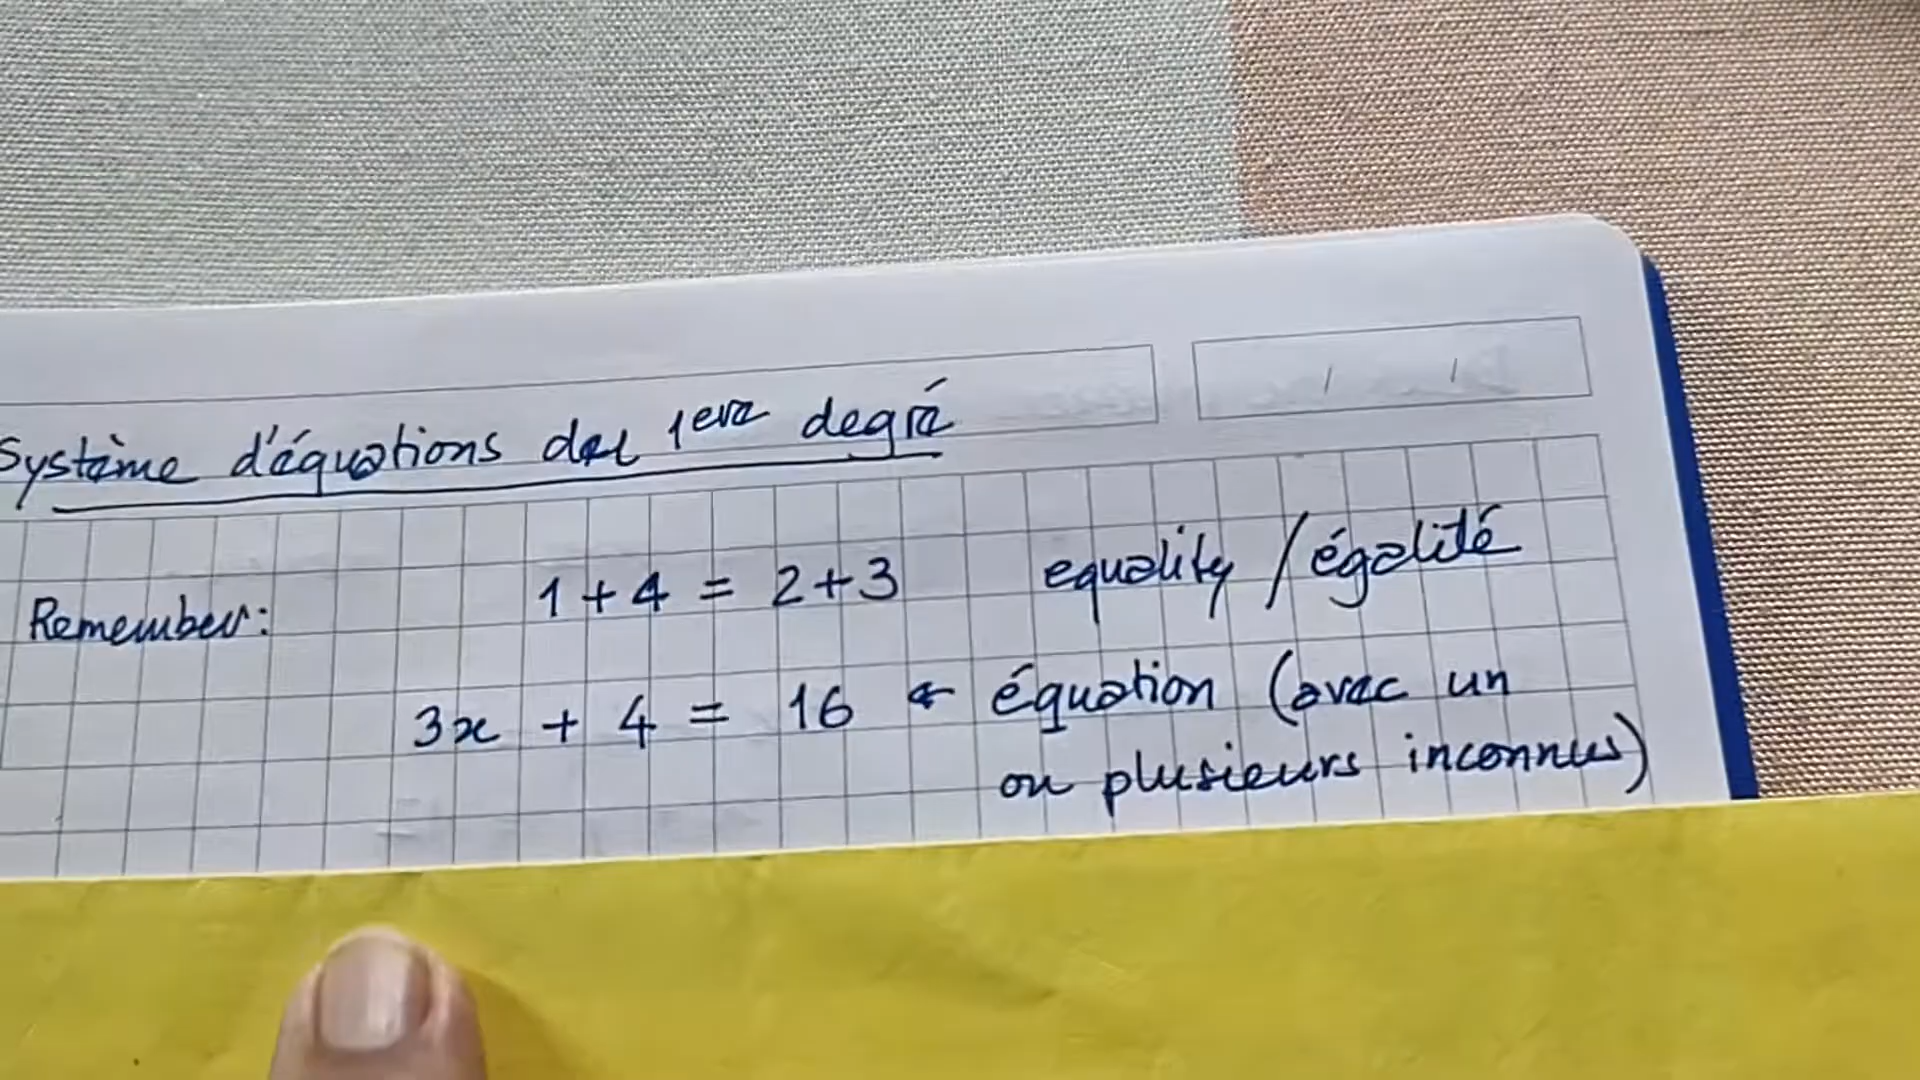 Système d'équations du 1ere degré
Remember: 1 + 4 = 2 + 3 equality / égalité
3x + 4 = 16 ← équation (avec un
ou plusieurs inconnus)